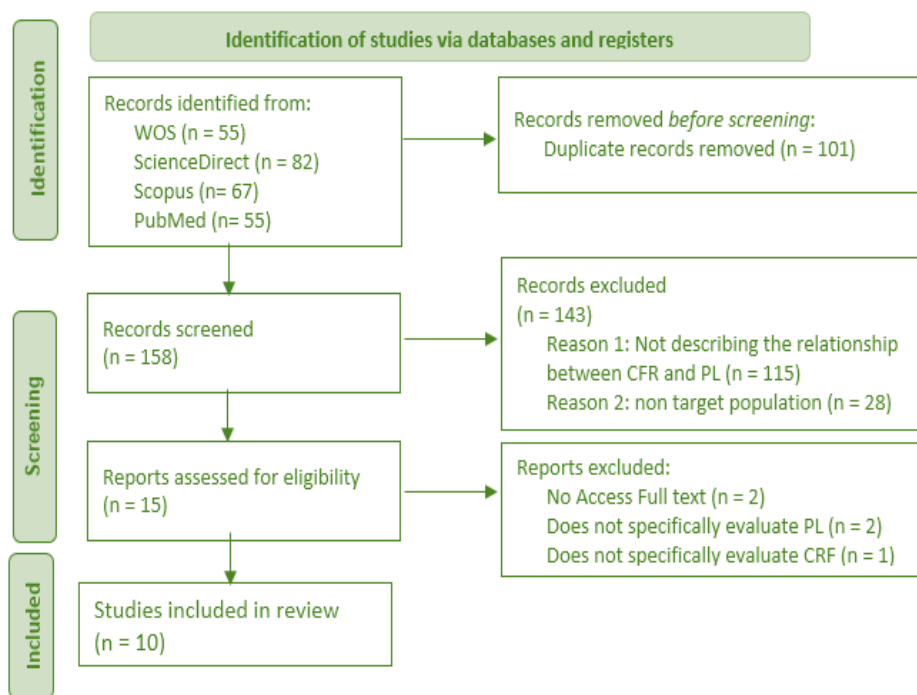 Identification of studies via databases and registers
Identification
Records identified from:
WOS (n = 55)
ScienceDirect (n = 82)
Scopus (n= 67)
PubMed (n= 55)
Records removed before screening:
Duplicate records removed (n = 101)
Screening
Records screened
(n = 158)
Records excluded
(n = 143)
Reason 1: Not describing the relationship
between CFR and PL (n = 115)
Reason 2: non target population (n = 28)
Reports assessed for eligibility
(n = 15)
Reports excluded:
No Access Full text (n = 2)
Does not specifically evaluate PL (n = 2)
Does not specifically evaluate CRF (n = 1)
Included
Studies included in review
(n = 10)